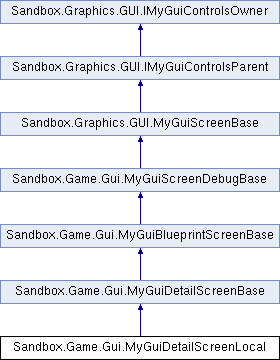 Sandbox.Graphics.GUI.IMyGuiControlsOwner
Sandbox.Graphics.GUI.IMyGuiControlsParent
Sandbox.Graphics.GUI.MyGuiScreenBase
Sandbox.Game.Gui.MyGuiScreenDebugBase
Sandbox.Game.Gui.MyGuiBlueprintScreenBase
Sandbox.Game.Gui.MyGuiDetailScreenBase
Sandbox.Game.Gui.MyGuiDetailScreenLocal